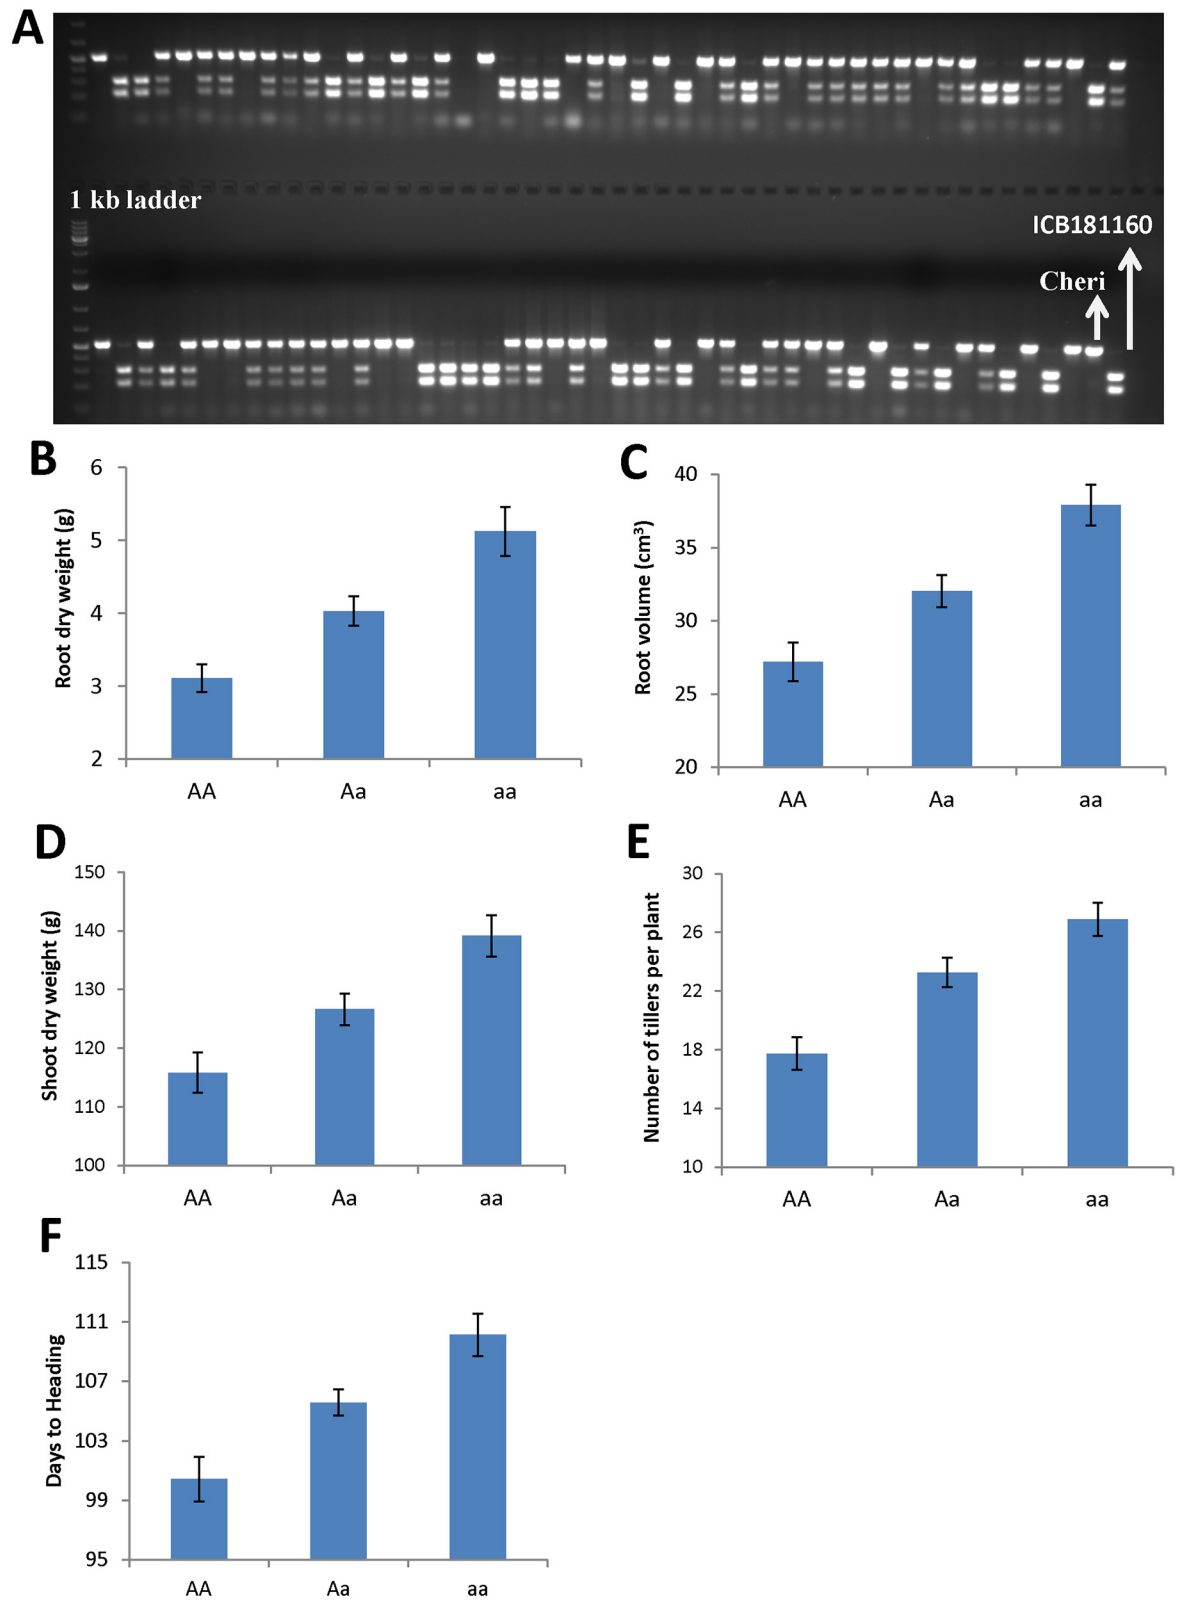 A
1 kb ladder
ICB181160
Cheri
B
6
5
4
3
2
Root dry weight (g)
AA Aa aa
C
40
35
30
25
20
Root volume (cm³)
AA Aa aa
D
150
140
130
120
110
100
Shoot dry weight (g)
AA Aa aa
E
30
26
22
18
14
10
Number of tillers per plant
AA Aa aa
F
115
111
107
103
99
95
Days to Heading
AA Aa aa